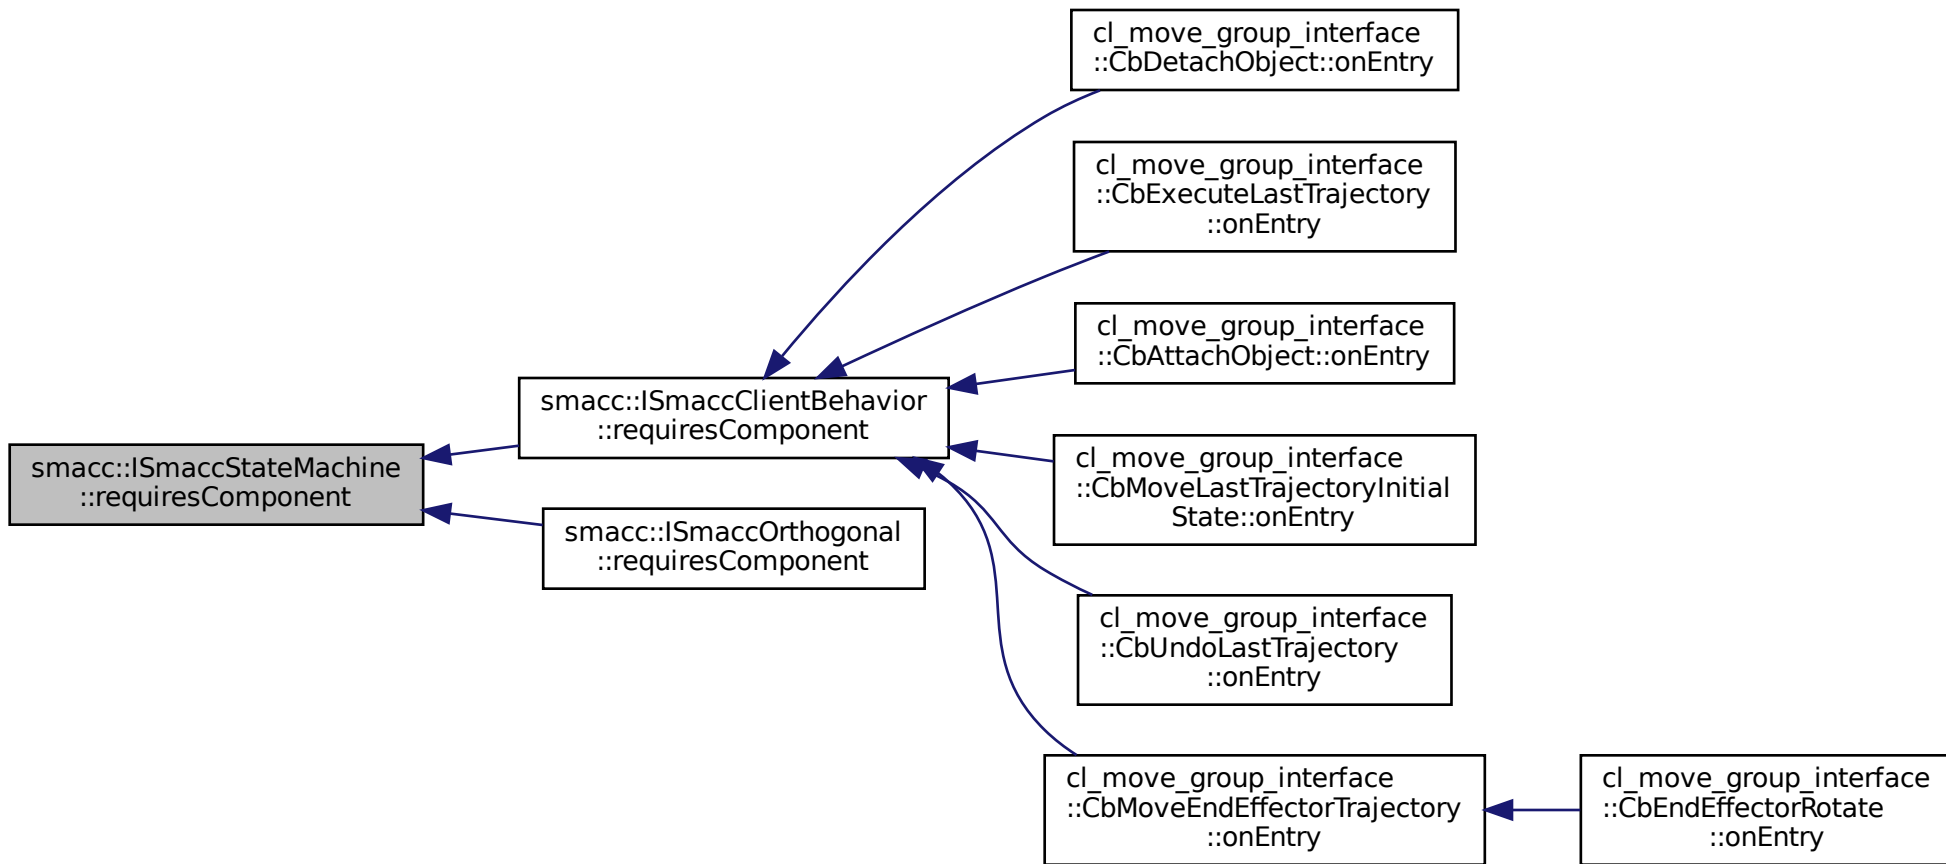 cl_move_group_interface
::CbDetachObject::onEntry
cl_move_group_interface
::CbExecuteLastTrajectory
::onEntry
cl_move_group_interface
::CbAttachObject::onEntry
smacc::ISmaccClientBehavior
::requiresComponent
smacc::ISmaccStateMachine
::requiresComponent
cl_move_group_interface
::CbMoveLastTrajectoryInitial
State::onEntry
smacc::ISmaccOrthogonal
::requiresComponent
cl_move_group_interface
::CbUndoLastTrajectory
::onEntry
cl_move_group_interface
::CbMoveEndEffectorTrajectory
::onEntry
cl_move_group_interface
::CbEndEffectorRotate
::onEntry